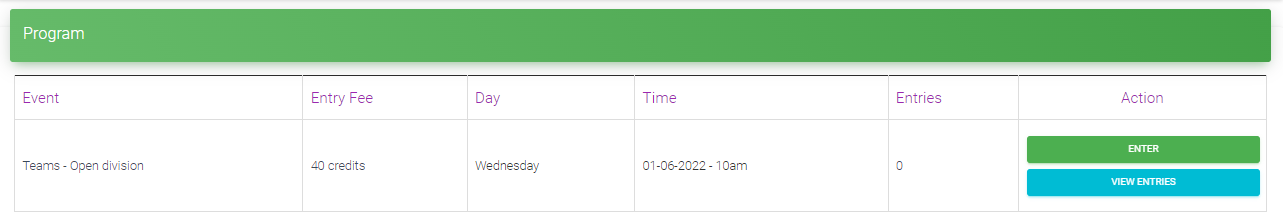 Program
Event Entry Fee Day Time Entries Action
Teams - Open division 40 credits Wednesday 01-06-2022 - 10am 0 ENTER
VIEW ENTRIES